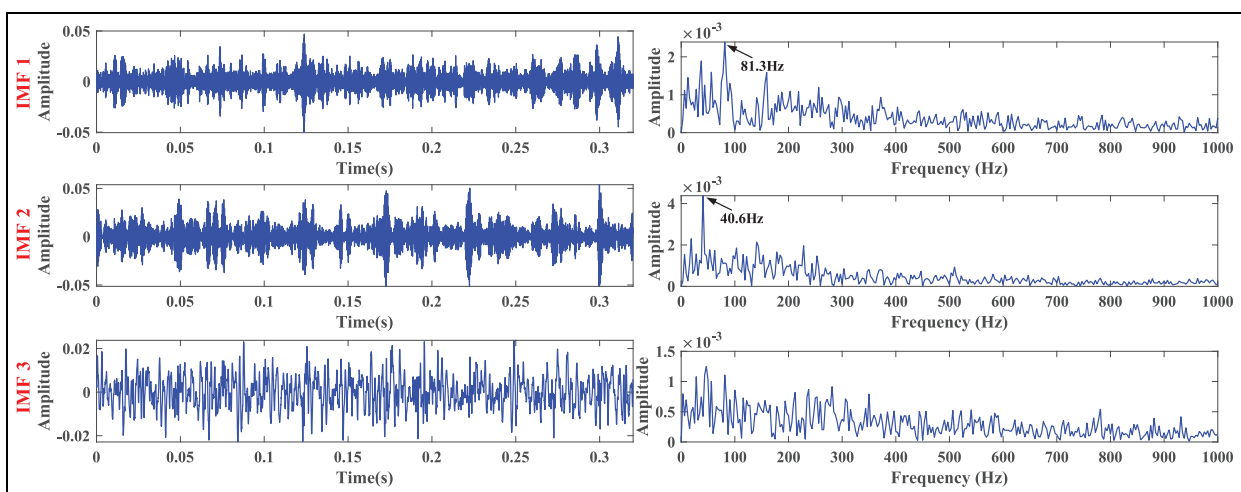 IMF 1
Amplitude
0.05
0
-0.05
0 0.05 0.1 0.15 0.2 0.25 0.3
Time(s)
×10⁻³
Amplitude
2
1
0
81.3Hz
0 100 200 300 400 500 600 700 800 900 1000
Frequency (Hz)
IMF 2
Amplitude
0.05
0
-0.05
0 0.05 0.1 0.15 0.2 0.25 0.3
Time(s)
×10⁻³
Amplitude
4
2
0
40.6Hz
0 100 200 300 400 500 600 700 800 900 1000
Frequency (Hz)
IMF 3
Amplitude
0.02
0
-0.02
0 0.05 0.1 0.15 0.2 0.25 0.3
Time(s)
×10⁻³
Amplitude
1.5
1
0.5
0
0 100 200 300 400 500 600 700 800 900 1000
Frequency (Hz)